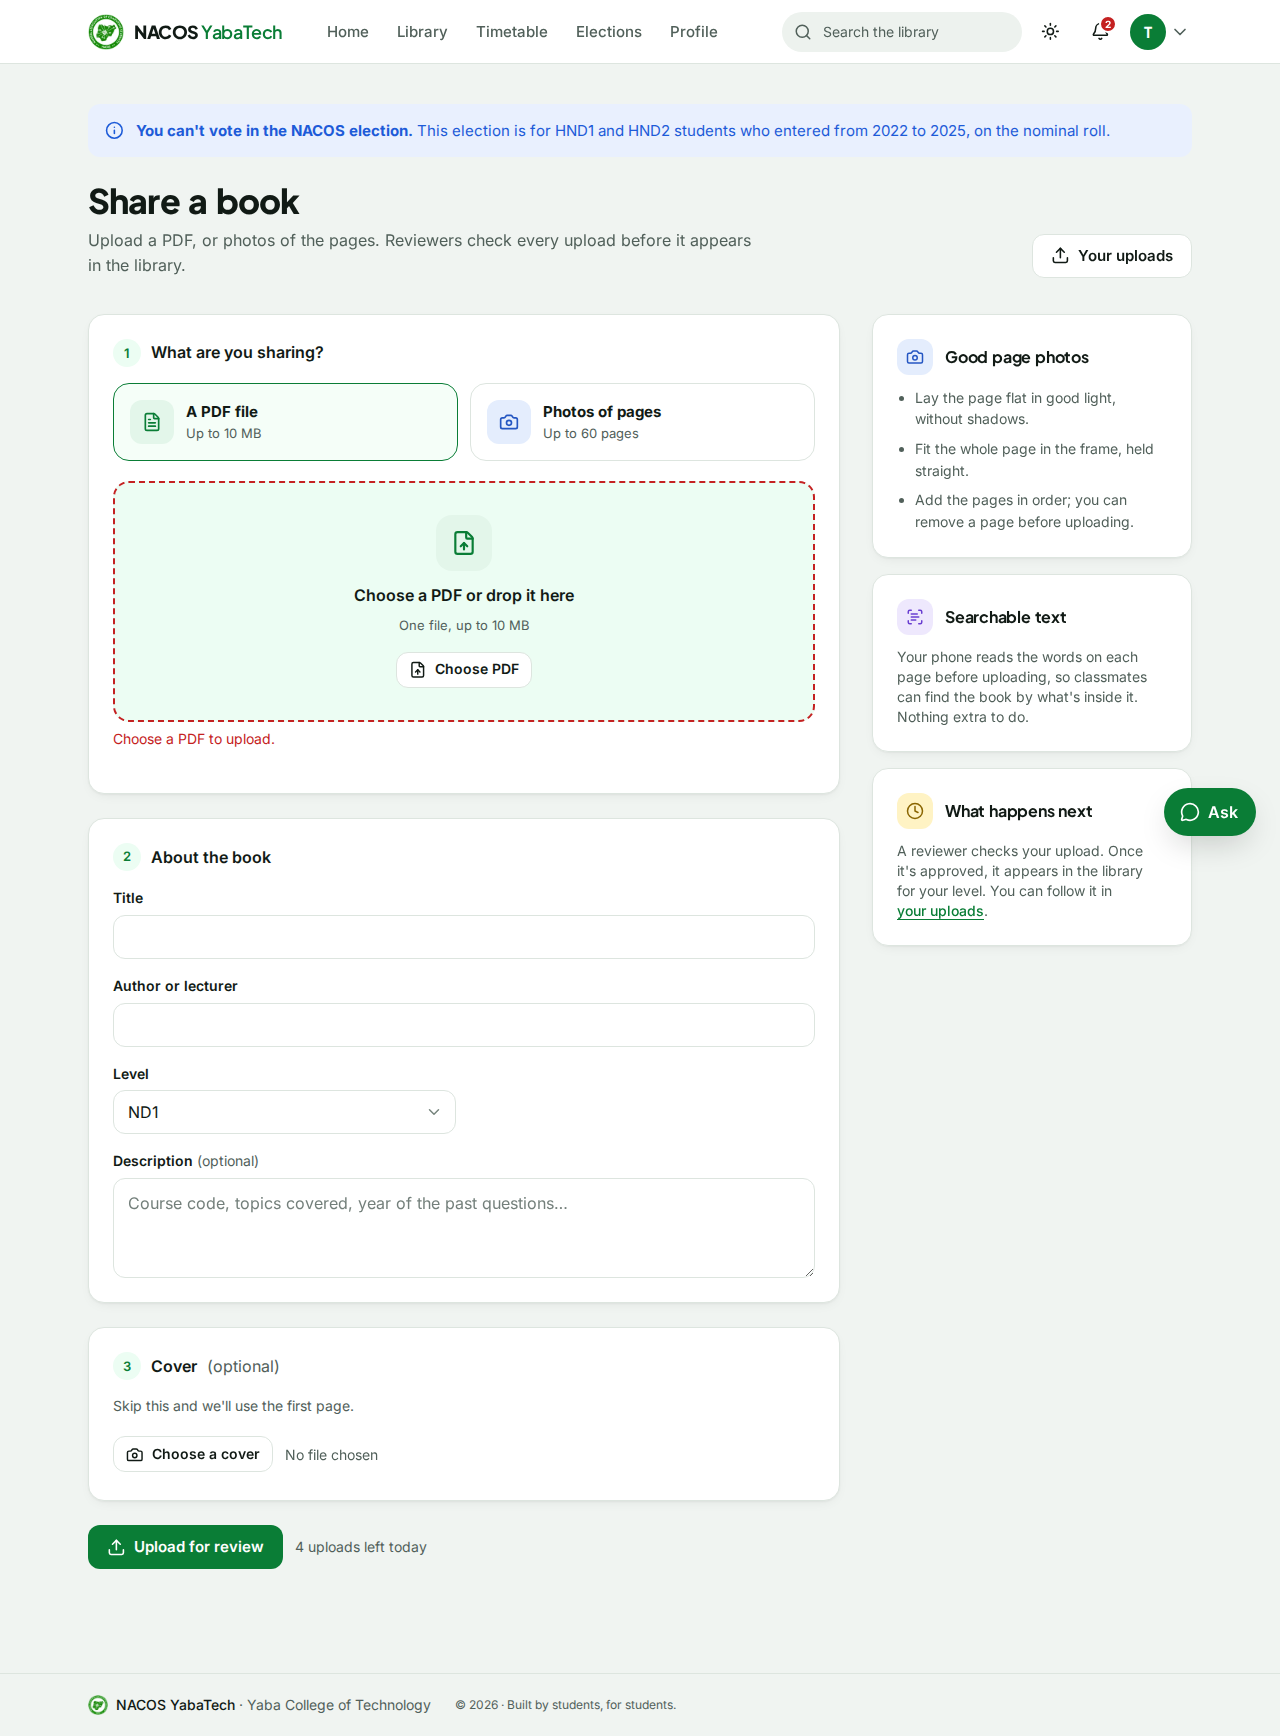 NACOS YabaTech
Home
Library
Timetable
Elections
Profile
Search the library
2
T
You can't vote in the NACOS election. This election is for HND1 and HND2 students who entered from 2022 to 2025, on the nominal roll.
Share a book
Upload a PDF, or photos of the pages. Reviewers check every upload before it appears
in the library.
Your uploads
1 What are you sharing?
A PDF file
Up to 10 MB
Photos of pages
Up to 60 pages
Choose a PDF or drop it here
One file, up to 10 MB
Choose PDF
Choose a PDF to upload.
2 About the book
Title
Author or lecturer
Level
ND1
Description (optional)
Course code, topics covered, year of the past questions...
3 Cover (optional)
Skip this and we'll use the first page.
Choose a cover
No file chosen
Upload for review
4 uploads left today
Good page photos
• Lay the page flat in good light,
without shadows.
• Fit the whole page in the frame, held
straight.
• Add the pages in order; you can
remove a page before uploading.
Searchable text
Your phone reads the words on each
page before uploading, so classmates
can find the book by what's inside it.
Nothing extra to do.
What happens next
A reviewer checks your upload. Once
it's approved, it appears in the library
for your level. You can follow it in
your uploads.
Ask
NACOS YabaTech · Yaba College of Technology
© 2026 · Built by students, for students.